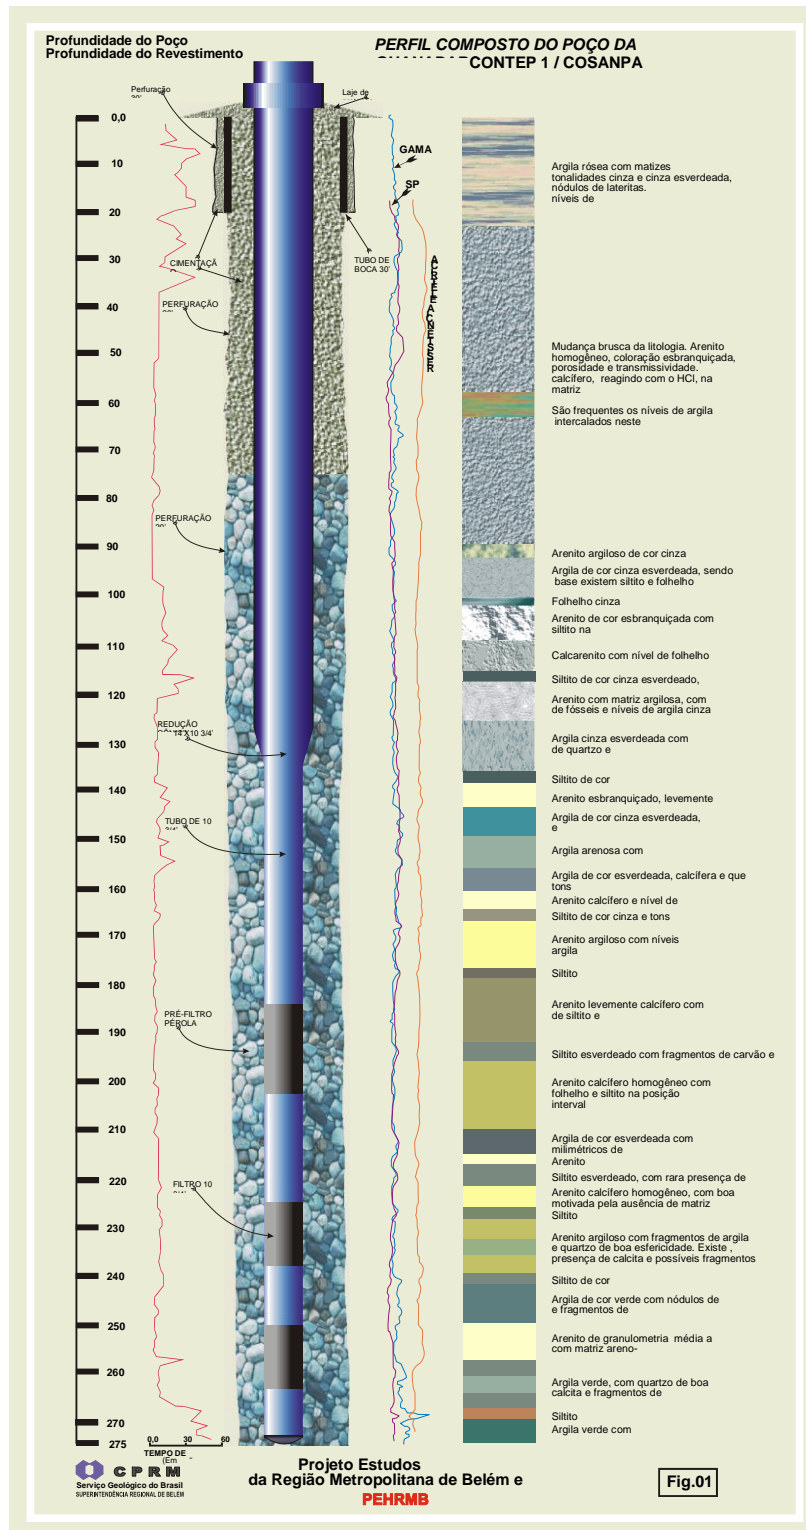 Profundidade do Poço
Profundidade do Revestimento
PERFIL COMPOSTO DO POÇO DA
CONTEP 1 / COSANPA
Perfuração
Laje de
0,0
10
20
30
40
50
60
70
80
90
100
110
120
130
140
150
160
170
180
190
200
210
220
230
240
250
260
270
275
CIMENTAÇÃ
PERFURAÇÃO
PERFURAÇÃO
REDUÇÃO
14 X10 3/4'
TUBO DE 10
PRÉ-FILTRO
PÉROLA
FILTRO 10
TUBO DE
BOCA 30'
GAMA
SP
Argila rósea com matizes
tonalidades cinza e cinza esverdeada,
nódulos de lateritas.
níveis de
Mudança brusca da litologia. Arenito
homogêneo, coloração esbranquiçada,
porosidade e transmissividade.
calcífero, reagindo com o HCl, na
matriz
São frequentes os níveis de argila
intercalados neste
Arenito argiloso de cor cinza
Argila de cor cinza esverdeada, sendo
base existem siltito e folhelho
Folhelho cinza
Arenito de cor esbranquiçada com
siltito na
Calcarenito com nível de folhelho
Siltito de cor cinza esverdeado,
Arenito com matriz argilosa, com
de fósseis e níveis de argila cinza
Argila cinza esverdeada com
de quartzo e
Siltito de cor
Arenito esbranquiçado, levemente
Argila de cor cinza esverdeada,
e
Argila arenosa com
Argila de cor esverdeada, calcífera e que
tons
Arenito calcífero e nível de
Siltito de cor cinza e tons
Arenito argiloso com níveis
argila
Siltito
Arenito levemente calcífero com
de siltito e
Siltito esverdeado com fragmentos de carvão e
Arenito calcífero homogêneo com
folhelho e siltito na posição
interval
Argila de cor esverdeada com
milimétricos de
Arenito
Siltito esverdeado, com rara presença de
Arenito calcífero homogêneo, com boa
motivada pela ausência de matriz
Siltito
Arenito argiloso com fragmentos de argila
e quartzo de boa esfericidade. Existe ,
presença de calcita e possíveis fragmentos
Siltito de cor
Argila de cor verde com nódulos de
e fragmentos de
Arenito de granulometria média a
com matriz areno-
Argila verde, com quartzo de boa
calcita e fragmentos de
Siltito
Argila verde com
0,0 30 60
TEMPO DE
(Em
CPRM
Serviço Geológico do Brasil
SUPERINTENDÊNCIA REGIONAL DE BELÉM
Projeto Estudos
da Região Metropolitana de Belém e
PEHRMB
Fig.01